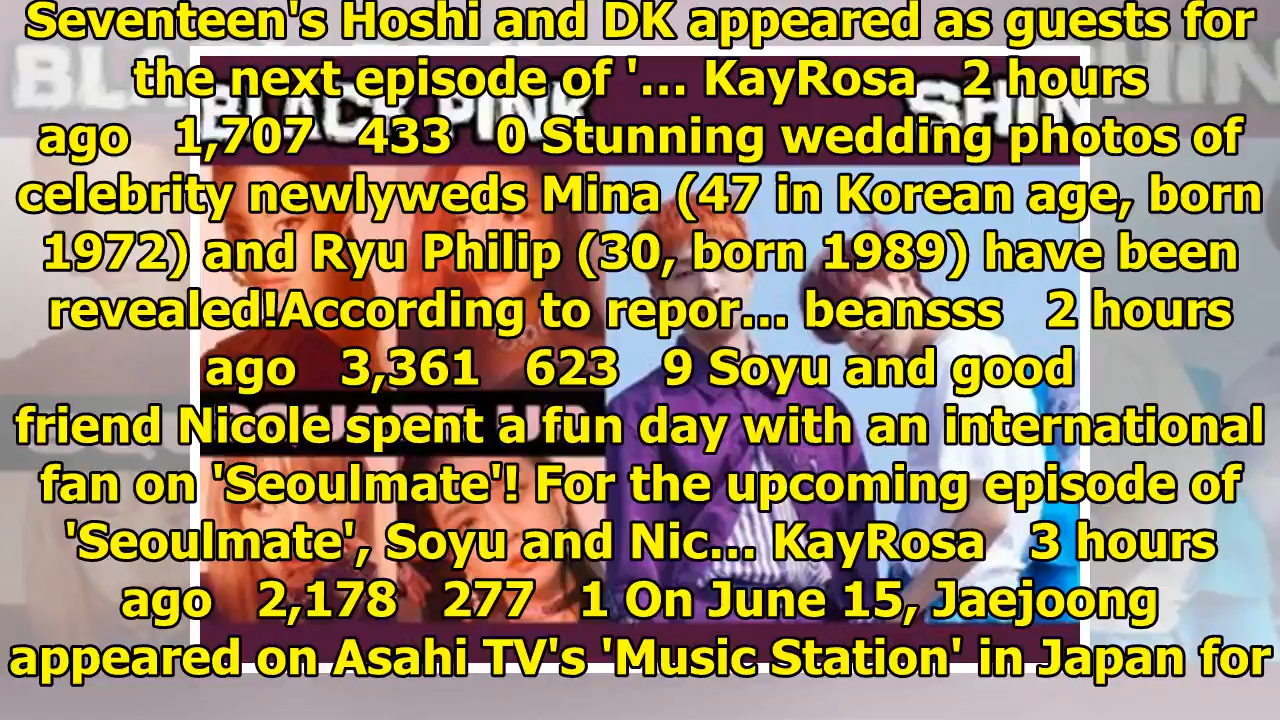 Seventeen's Hoshi and DK appeared as guests for
the next episode of '... KayRosa 2 hours
ago 1,707 433 0 Stunning wedding photos of
celebrity newlyweds Mina (47 in Korean age, born
1972) and Ryu Philip (30, born 1989) have been
revealed!According to repor... beansss 2 hours
ago 3,361 623 9 Soyu and good
friend Nicole spent a fun day with an international
fan on 'Seoulmate'! For the upcoming episode of
'Seoulmate', Soyu and Nic... KayRosa 3 hours
ago 2,178 277 1 On June 15, Jaejoong
appeared on Asahi TV's 'Music Station' in Japan for
BLACK PINK
SHIN